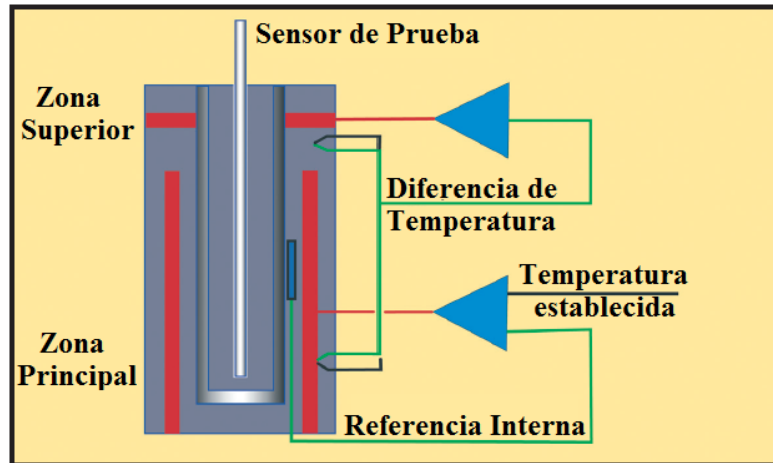 Sensor de Prueba
Zona
Superior
Diferencia de
Temperatura
Temperatura
establecida
Zona
Principal
Referencia Interna